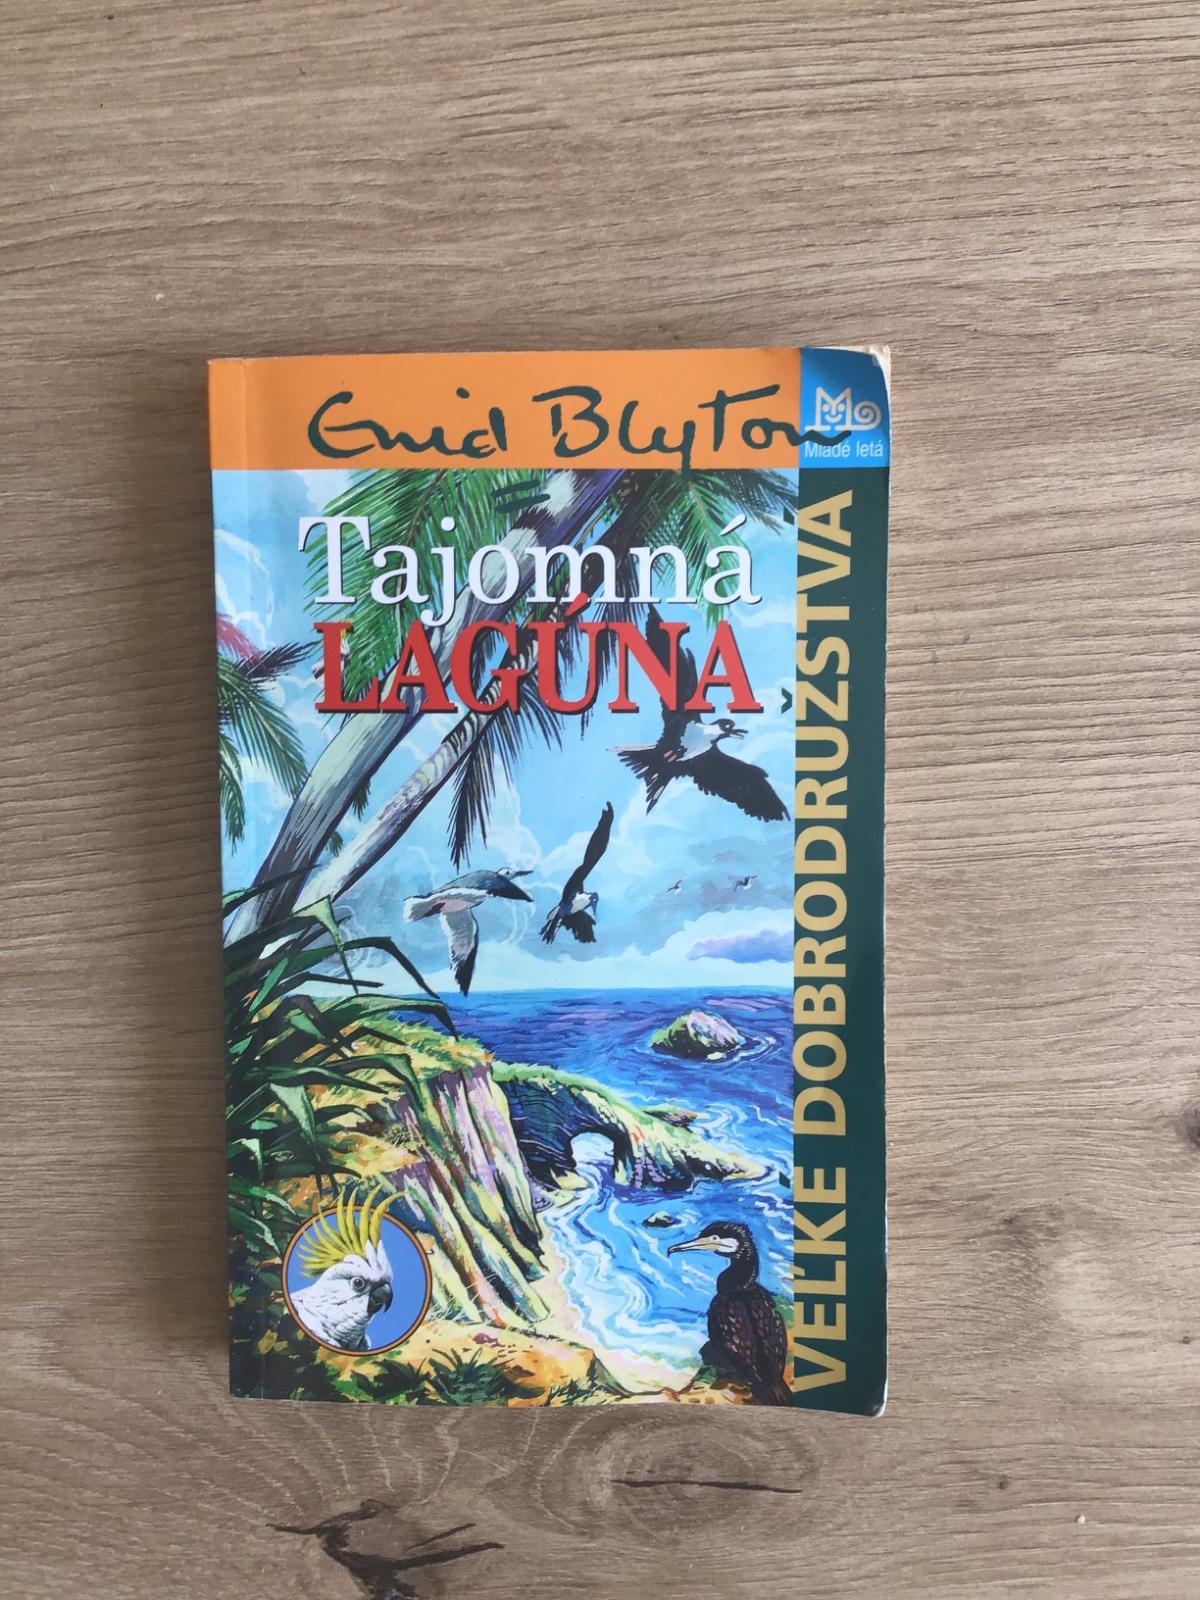 Enid Blyton
Mladé letá
Tajomná
LAGÚNA
VEĽKÉ DOBRODRUŽSTVÁ